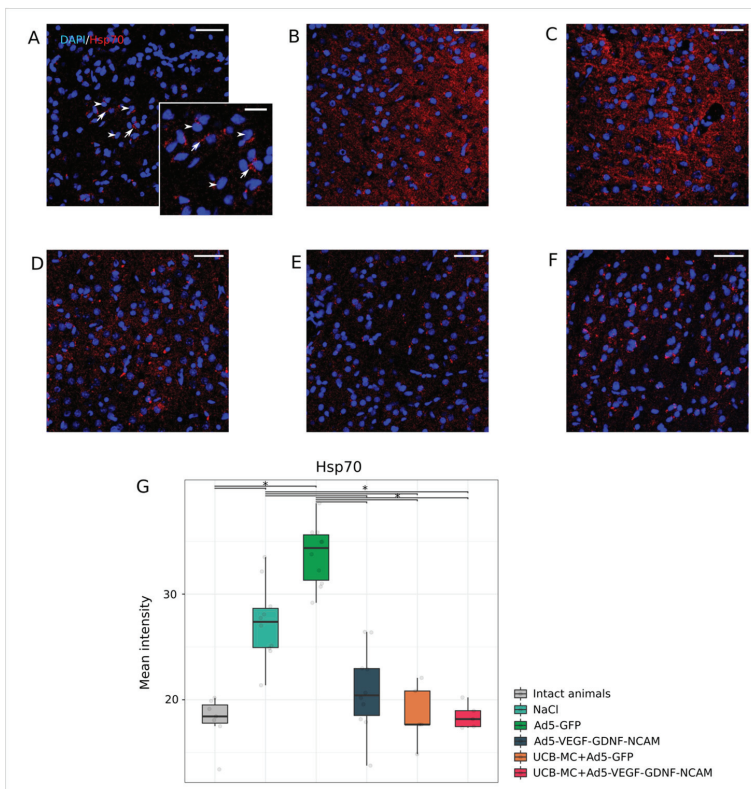 A
DAPI/Hsp70
B
C
D
E
F
G
Hsp70
*
*
*
Mean intensity
30
20
Intact animals
NaCl
Ad5-GFP
Ad5-VEGF-GDNF-NCAM
UCB-MC+Ad5-GFP
UCB-MC+Ad5-VEGF-GDNF-NCAM